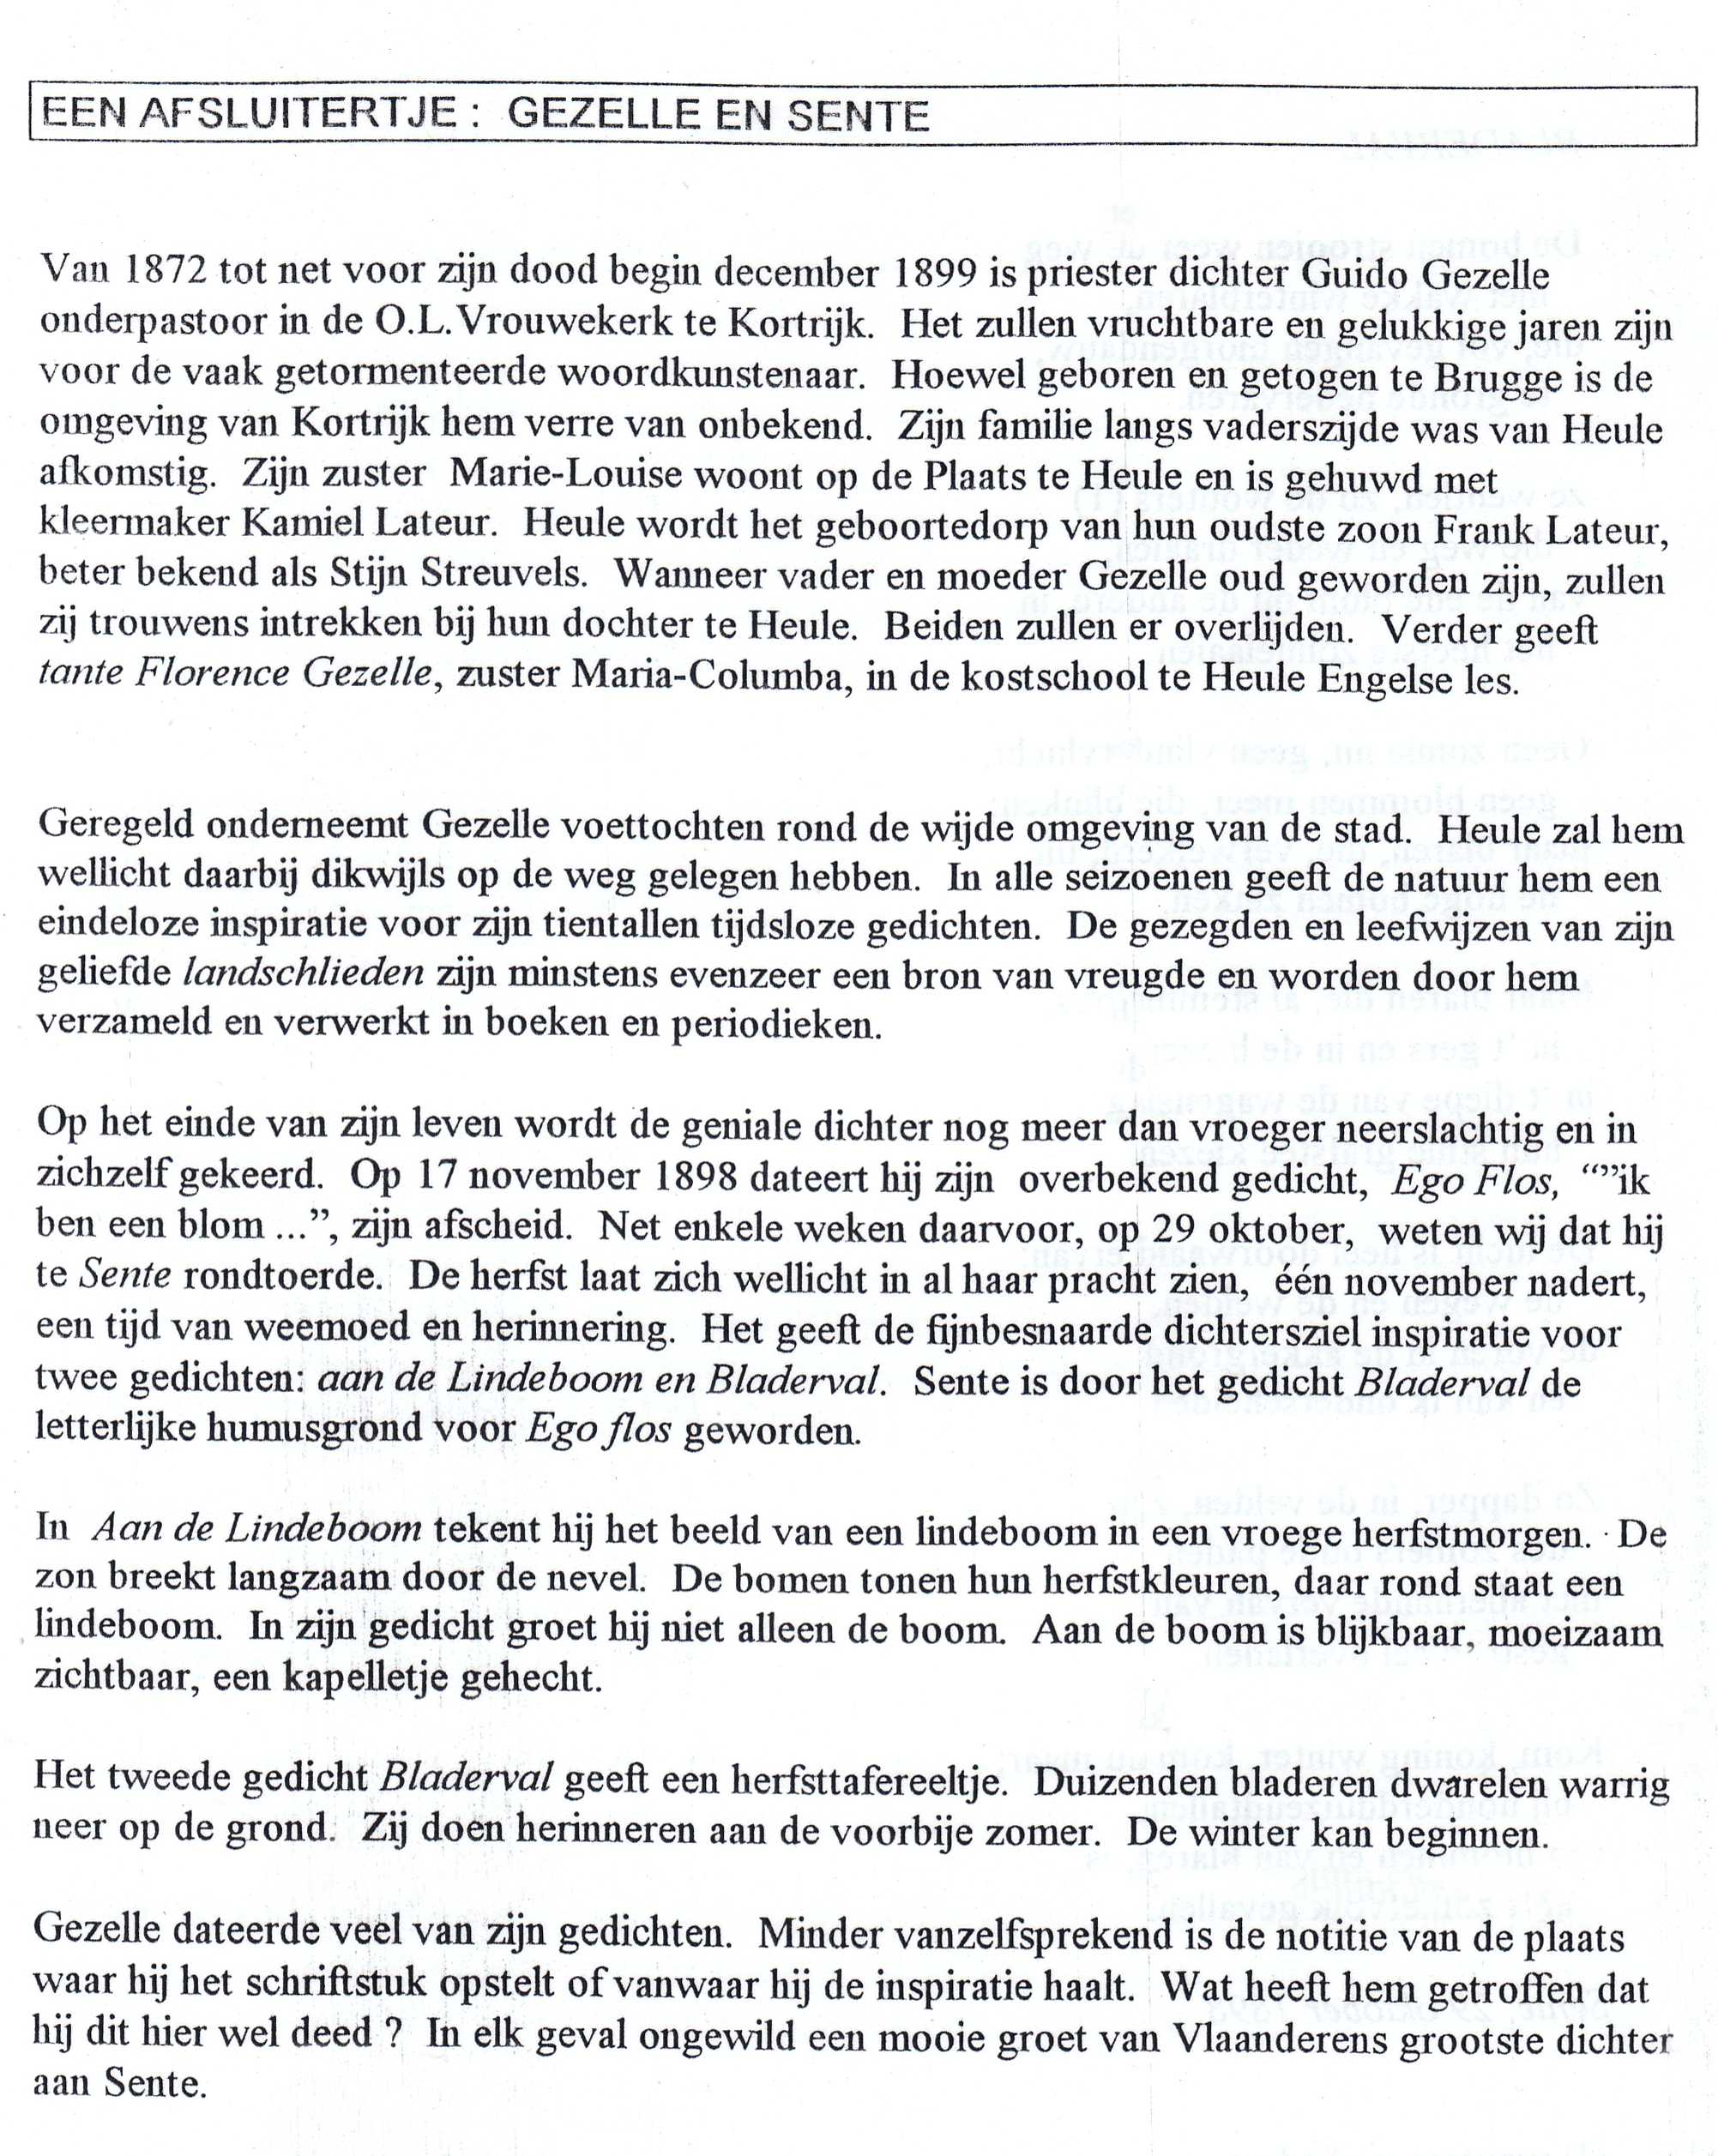 EEN AFSLUITERTJE : GEZELLE EN SENTE
Van 1872 tot net voor zijn dood begin december 1899 is priester dichter Guido Gezelle
onderpastoor in de O.L.Vrouwekerk te Kortrijk. Het zullen vruchtbare en gelukkige jaren zijn
voor de vaak getormenteerde woordkunstenaar. Hoewel geboren en getogen te Brugge is de
omgeving van Kortrijk hem verre van onbekend. Zijn familie langs vaderszijde was van Heule
afkomstig. Zijn zuster Marie-Louise woont op de Plaats te Heule en is gehuwd met
kleermaker Kamiel Lateur. Heule wordt het geboortedorp van hun oudste zoon Frank Lateur,
beter bekend als Stijn Streuvels. Wanneer vader en moeder Gezelle oud geworden zijn, zullen
zij trouwens intrekken bij hun dochter te Heule. Beiden zullen er overlijden. Verder geeft
tante Florence Gezelle, zuster Maria-Columba, in de kostschool te Heule Engelse les.
Geregeld onderneemt Gezelle voettochten rond de wijde omgeving van de stad. Heule zal hem
wellicht daarbij dikwijls op de weg gelegen hebben. In alle seizoenen geeft de natuur hem een
eindeloze inspiratie voor zijn tientallen tijdsloze gedichten. De gezegden en leefwijzen van zijn
geliefde landschlieden zijn minstens evenzeer een bron van vreugde en worden door hem
verzameld en verwerkt in boeken en periodieken.
Op het einde van zijn leven wordt de geniale dichter nog meer dan vroeger neerslachtig en in
zichzelf gekeerd. Op 17 november 1898 dateert hij zijn overbekend gedicht, Ego Flos, “”ik
ben een blom ...”, zijn afscheid. Net enkele weken daarvoor, op 29 oktober, weten wij dat hij
te Sente rondtoerde. De herfst laat zich wellicht in al haar pracht zien, één november nadert,
een tijd van weemoed en herinnering. Het geeft de fijnbesnaarde dichtersziel inspiratie voor
twee gedichten: aan de Lindeboom en Bladerval. Sente is door het gedicht Bladerval de
letterlijke humusgrond voor Ego flos geworden.
In Aan de Lindeboom tekent hij het beeld van een lindeboom in een vroege herfstmorgen. De
zon breekt langzaam door de nevel. De bomen tonen hun herfstkleuren, daar rond staat een
lindeboom. In zijn gedicht groet hij niet alleen de boom. Aan de boom is blijkbaar, moeizaam
zichtbaar, een kapelletje gehecht.
Het tweede gedicht Bladerval geeft een herfsttafereeltje. Duizenden bladeren dwarelen warrig
neer op de grond. Zij doen herinneren aan de voorbije zomer. De winter kan beginnen.
Gezelle dateerde veel van zijn gedichten. Minder vanzelfsprekend is de notitie van de plaats
waar hij het schriftstuk opstelt of vanwaar hij de inspiratie haalt. Wat heeft hem getroffen dat
hij dit hier wel deed ? In elk geval ongewild een mooie groet van Vlaanderens grootste dichter
aan Sente.